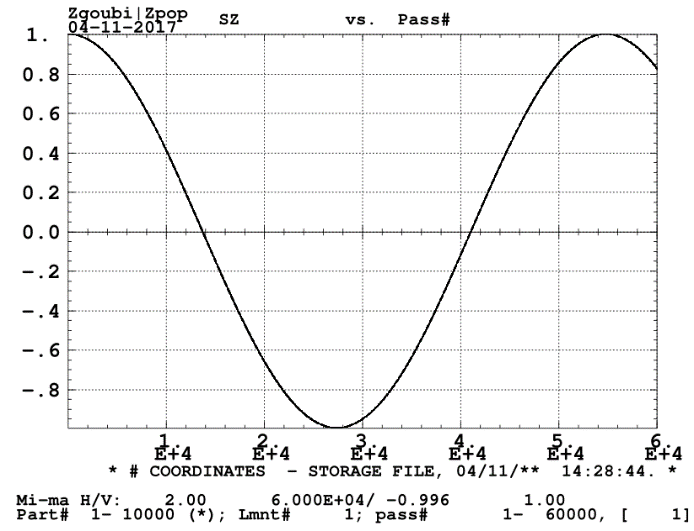 Zgoubi|Zpop
04-11-2017 SZ vs. Pass#
1.
0.8
0.6
0.4
0.2
0.0
-.2
-.4
-.6
-.8
1. 2. 3. 4. 5. 6.
E+4 E+4 E+4 E+4 E+4 E+4
* # COORDINATES - STORAGE FILE, 04/11/** 14:28:44. *
Mi-ma H/V: 2.00 6.000E+04/ -0.996 1.00
Part# 1- 10000 (*); Lmnt# 1; pass# 1- 60000, [ 1]